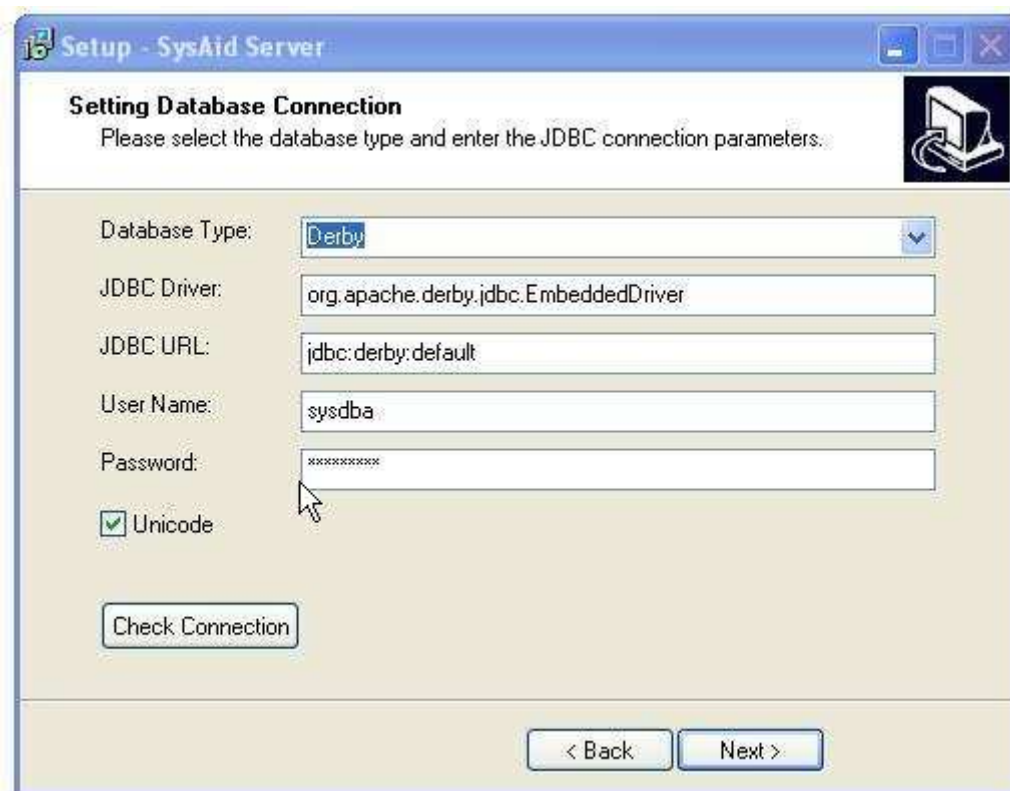 Setup - SysAid Server
Setting Database Connection
Please select the database type and enter the JDBC connection parameters.
Database Type: Derby
JDBC Driver: org.apache.derby.jdbc.EmbeddedDriver
JDBC URL: jdbc:derby:default
User Name: sysdba
Password: *********
Unicode
Check Connection
< Back Next >